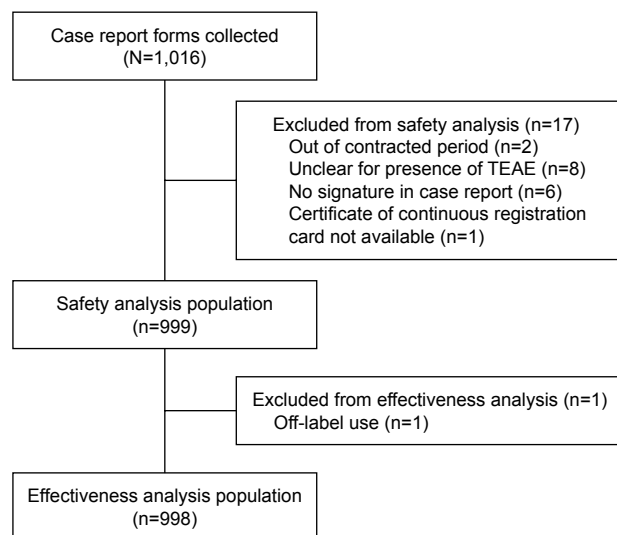 Case report forms collected
(N=1,016)
Excluded from safety analysis (n=17)
Out of contracted period (n=2)
Unclear for presence of TEAE (n=8)
No signature in case report (n=6)
Certificate of continuous registration
card not available (n=1)
Safety analysis population
(n=999)
Excluded from effectiveness analysis (n=1)
Off-label use (n=1)
Effectiveness analysis population
(n=998)